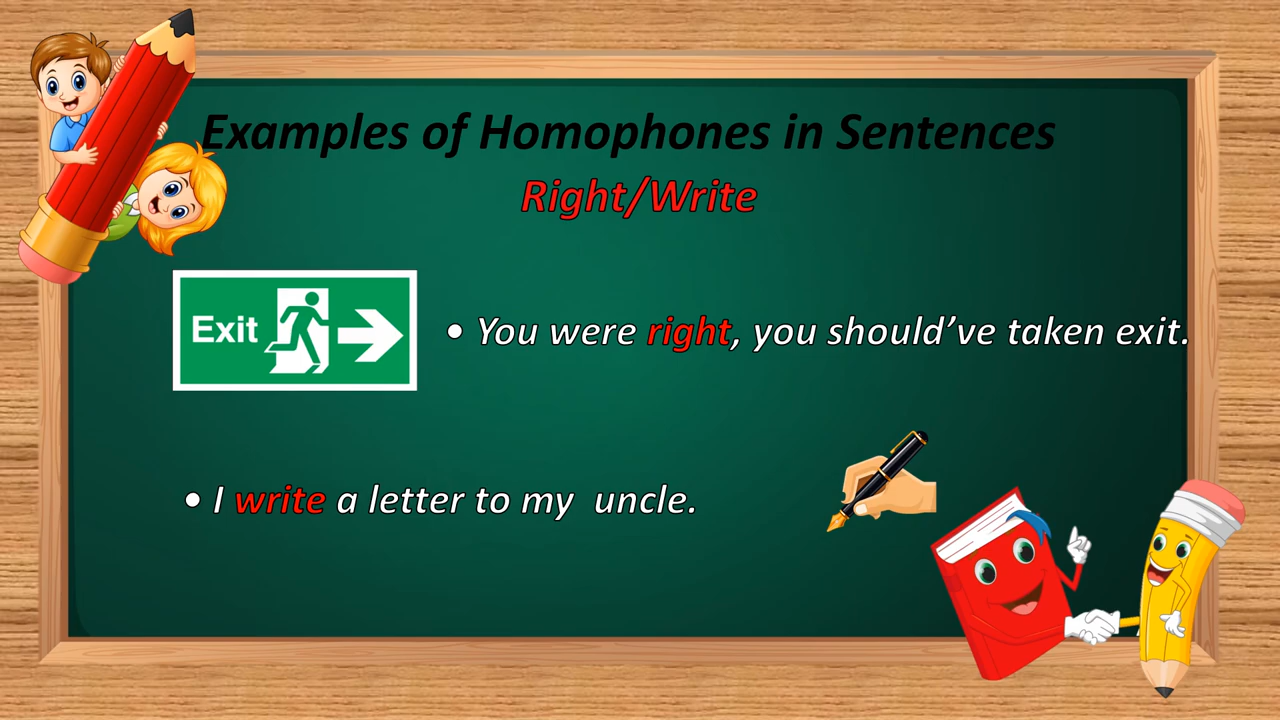 Examples of Homophones in Sentences
Right/Write
Exit
• You were right, you should’ve taken exit.
• I write a letter to my  uncle.